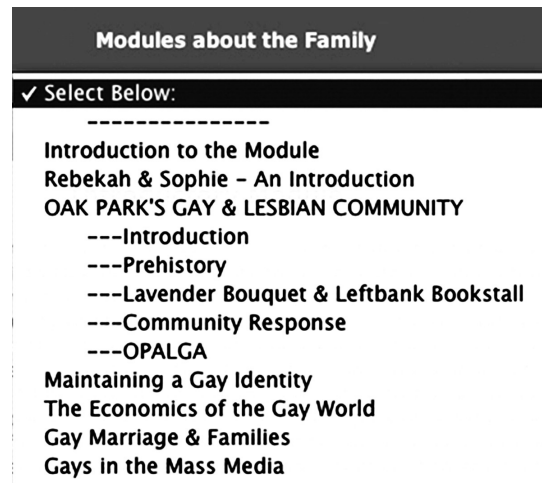 Modules about the Family
✓ Select Below:
---------------
Introduction to the Module
Rebekah & Sophie – An Introduction
OAK PARK'S GAY & LESBIAN COMMUNITY
---Introduction
---Prehistory
---Lavender Bouquet & Leftbank Bookstall
---Community Response
---OPALGA
Maintaining a Gay Identity
The Economics of the Gay World
Gay Marriage & Families
Gays in the Mass Media